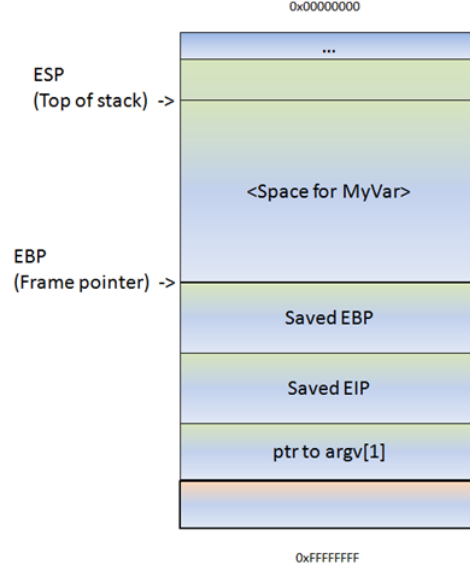 0x00000000
...
ESP
(Top of stack) ->
<Space for MyVar>
EBP
(Frame pointer) ->
Saved EBP
Saved EIP
ptr to argv[1]
0xFFFFFFFF